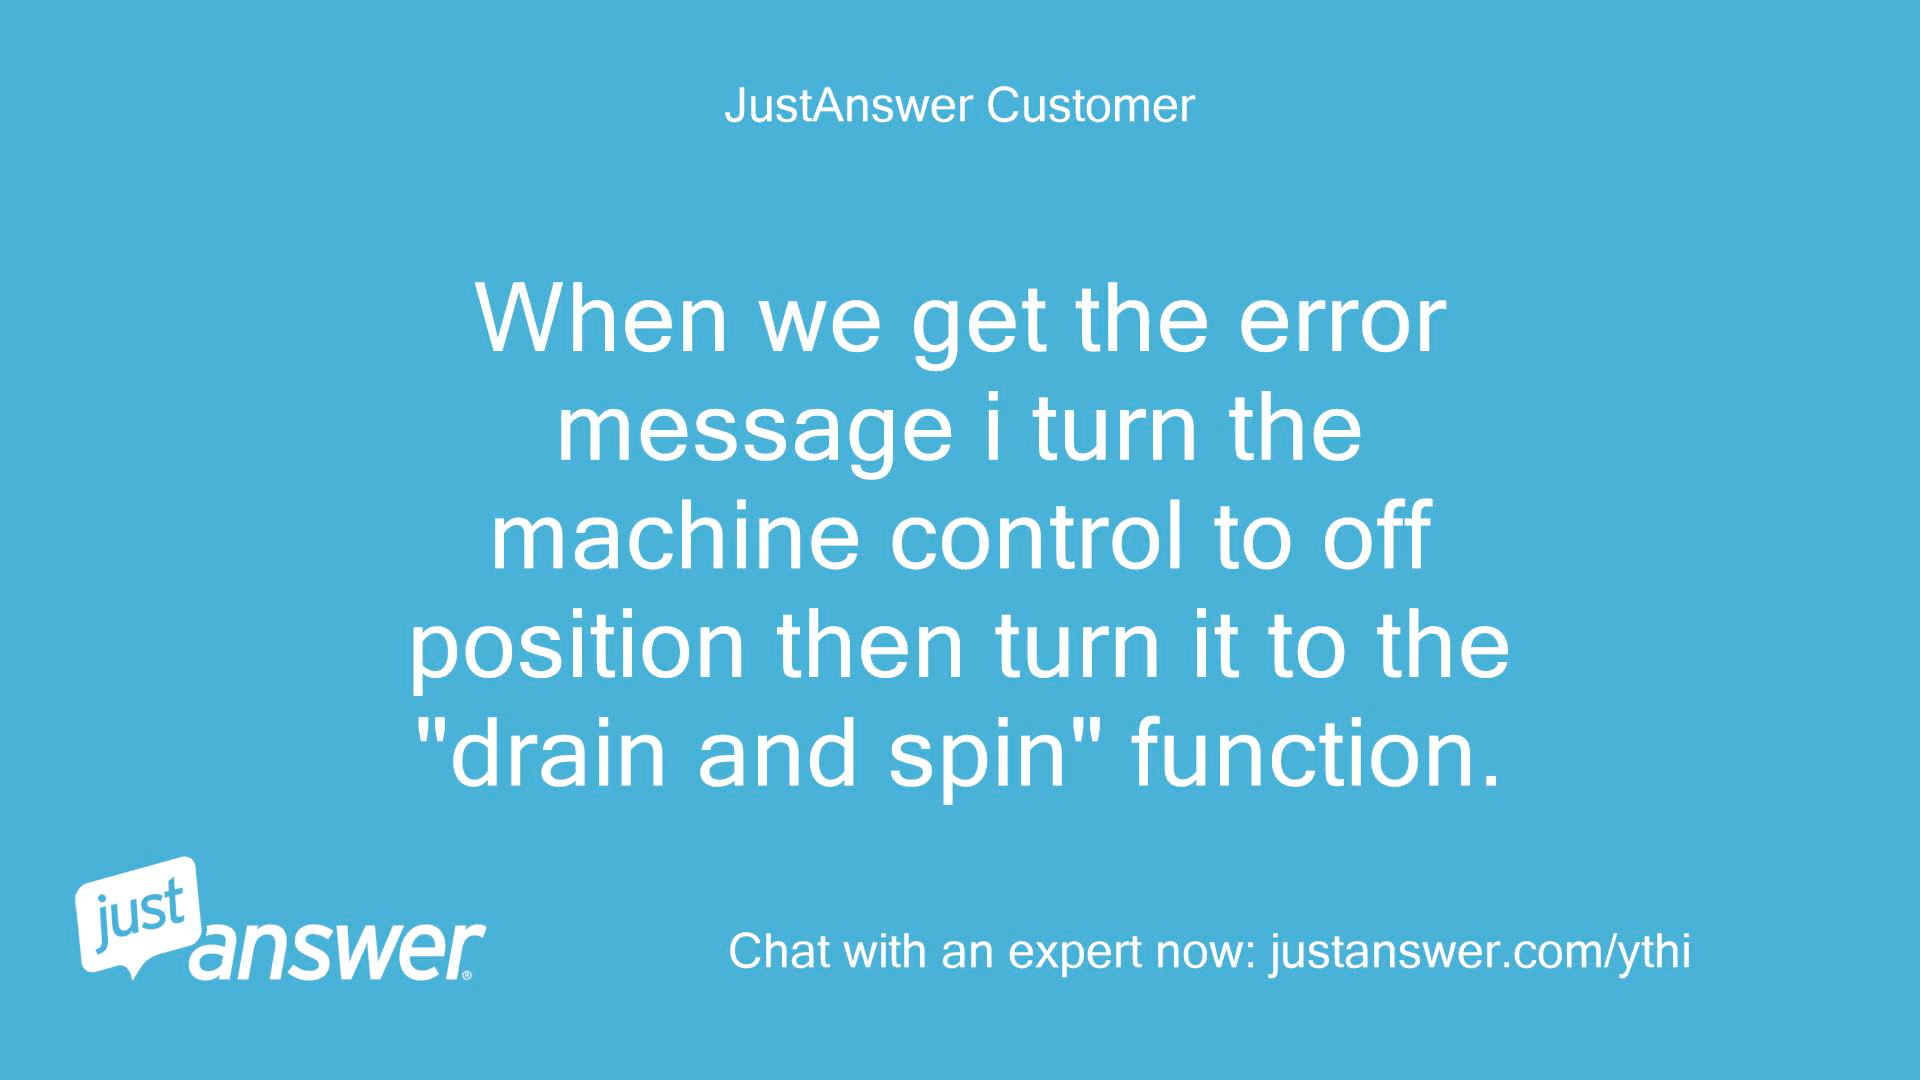 JustAnswer Customer
When we get the error
message i turn the
machine control to off
position then turn it to the
"drain and spin" function.
just
answer®
Chat with an expert now: justanswer.com/ythi